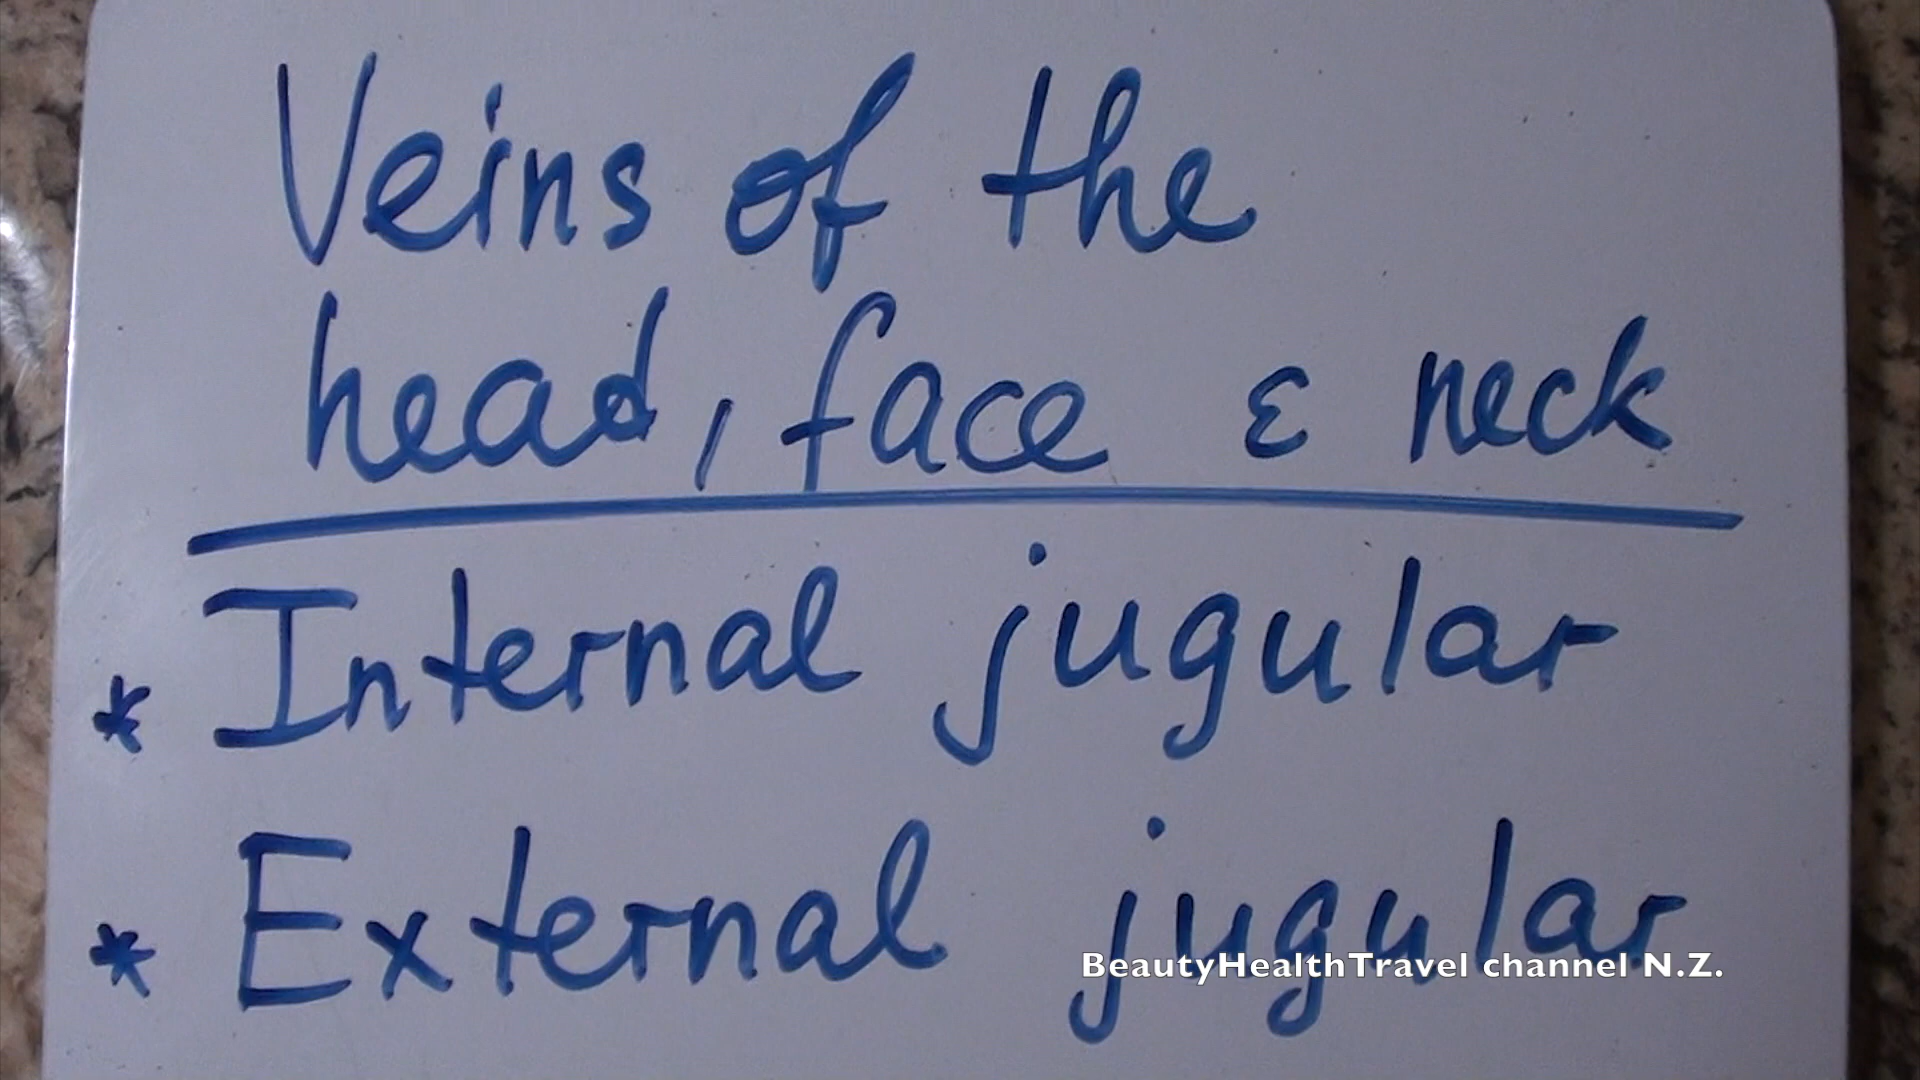 Veins of the
head, face & neck
* Internal jugular
* External jugular
BeautyHealthTravel channel N.Z.